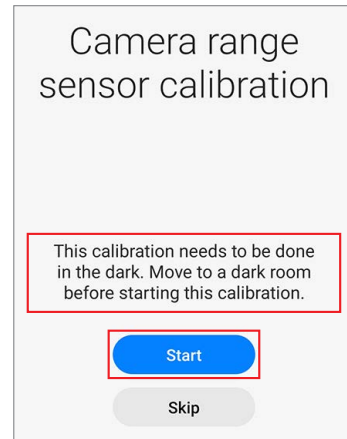 Camera range
sensor calibration
This calibration needs to be done
in the dark. Move to a dark room
before starting this calibration.
Start
Skip